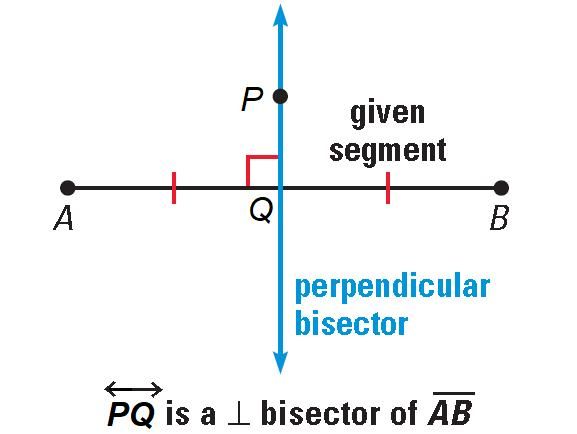 P
given
segment
A
Q
B
perpendicular
bisector
PQ is a ⊥ bisector of AB